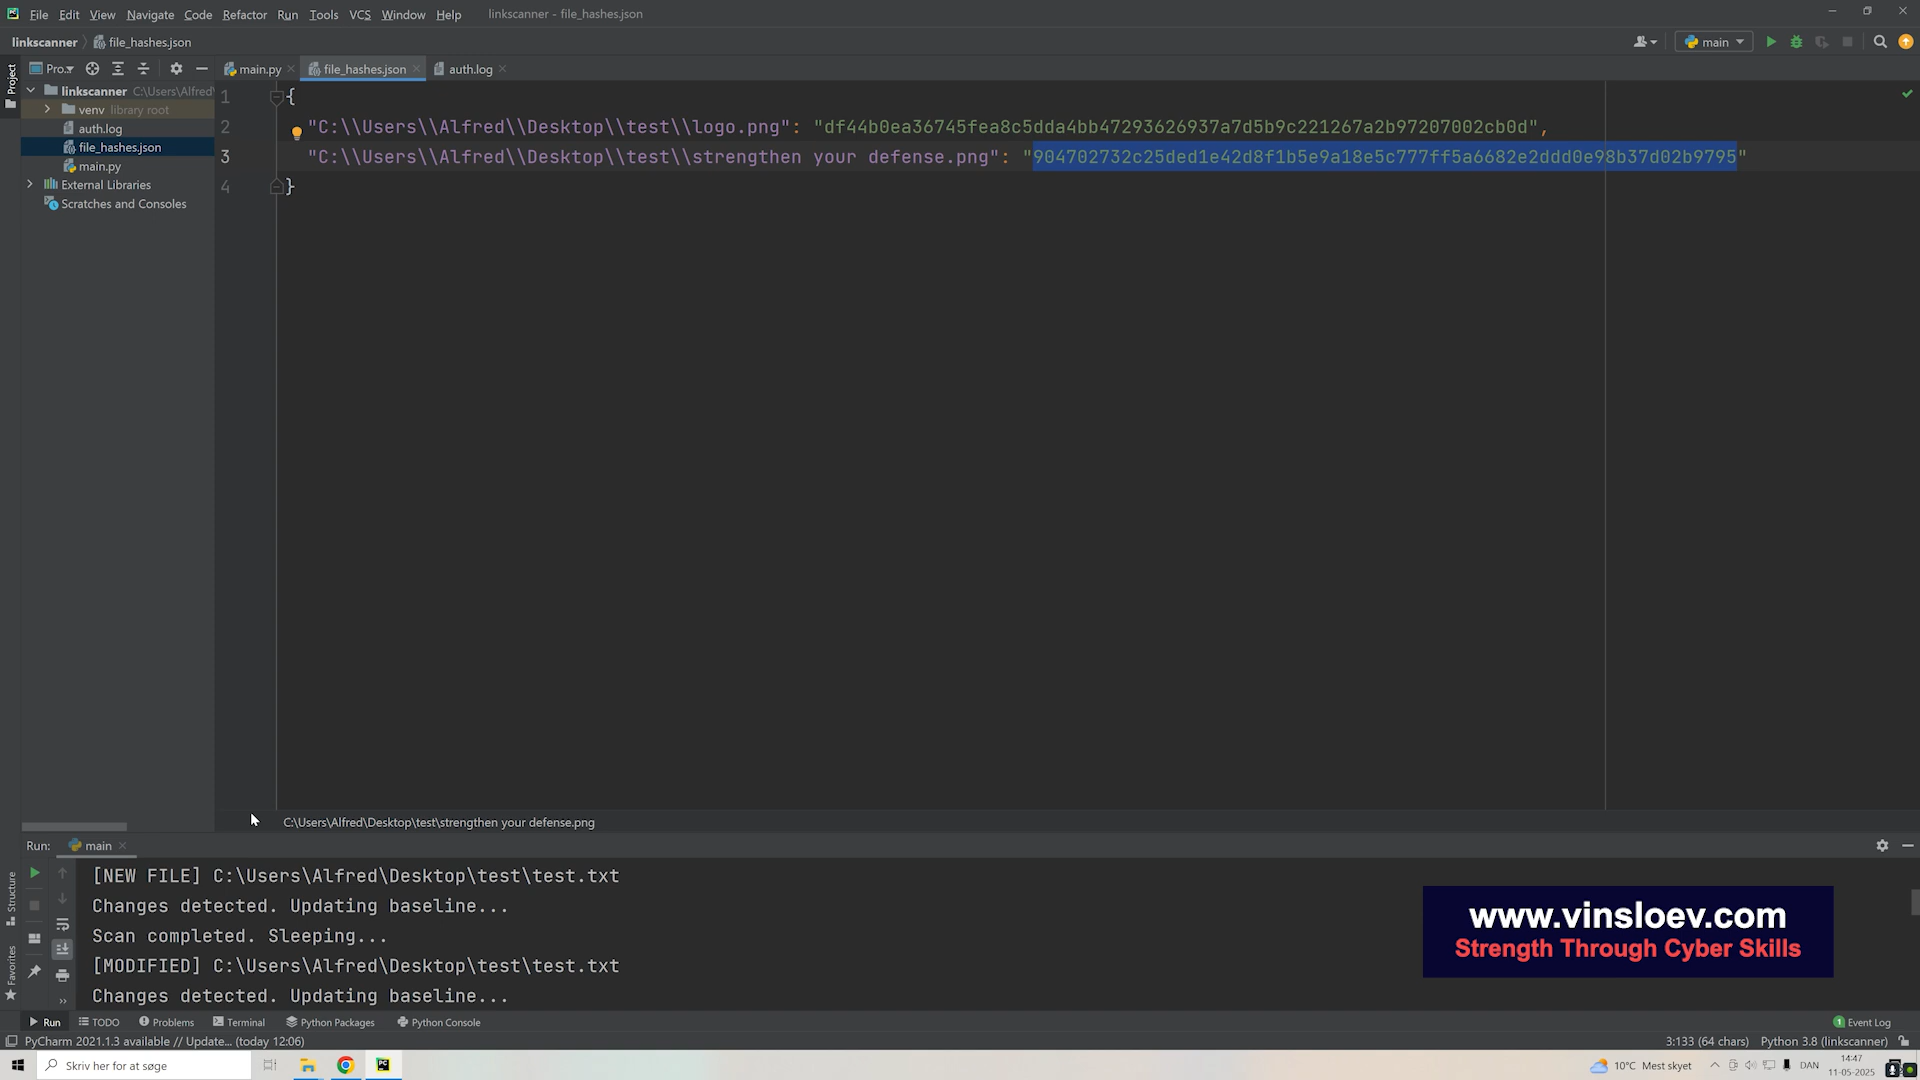 File Edit View Navigate Code Refactor Run Tools VCS Window Help linkscanner - file_hashes.json
linkscanner file_hashes.json
main
Project
Pro..
main.py
file_hashes.json
auth.log
linkscanner C:\Users\Alfred
venv library root
auth.log
file_hashes.json
main.py
External Libraries
Scratches and Consoles
1 {
2 "C:\\Users\\Alfred\\Desktop\\test\\logo.png": "df44b0ea36745fea8c5dda4bb47293626937a7d5b9c221267a2b97207002cb0d",
3 "C:\\Users\\Alfred\\Desktop\\test\\strengthen your defense.png": "904702732c25ded1e42d8f1b5e9a18e5c777ff5a6682e2ddd0e98b37d02b9795"
4 }
C:\Users\Alfred\Desktop\test\strengthen your defense.png
Run: main
[NEW FILE] C:\Users\Alfred\Desktop\test\test.txt
Changes detected. Updating baseline...
Scan completed. Sleeping...
[MODIFIED] C:\Users\Alfred\Desktop\test\test.txt
Changes detected. Updating baseline...
www.vinsloev.com
Strength Through Cyber Skills
Structure
Favorites
Run TODO Problems Terminal Python Packages Python Console
1 Event Log
PyCharm 2021.1.3 available // Update... (today 12:06)
3:133 (64 chars) Python 3.8 (linkscanner)
Skriv her for at søge
10°C Mest skyet
DAN
14:47
11-05-2025